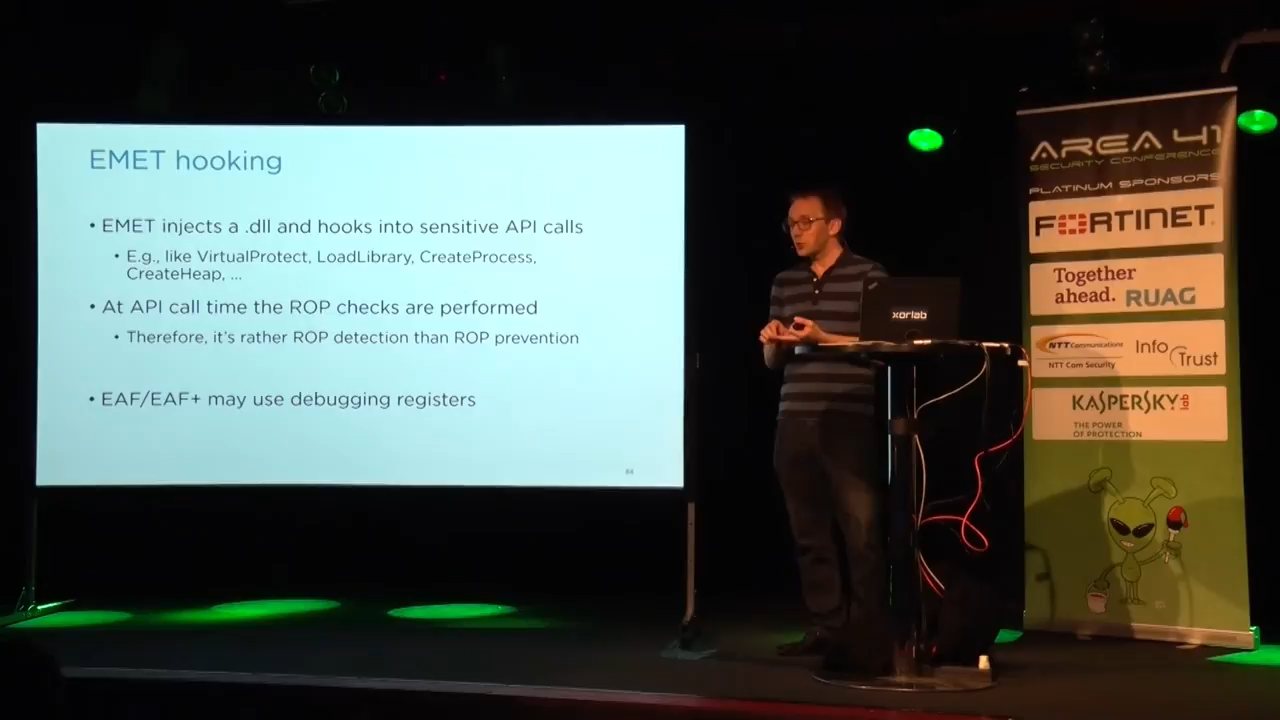 EMET hooking
• EMET injects a .dll and hooks into sensitive API calls
• E.g., like VirtualProtect, LoadLibrary, CreateProcess,
CreateHeap, ...
• At API call time the ROP checks are performed
• Therefore, it's rather ROP detection than ROP prevention
• EAF/EAF+ may use debugging registers
xorlab
AREA 41
SECURITY CONFERENCE
PLATINUM SPONSORS
FORTINET
Together
ahead. RUAG
NTT Communications
NTT Com Security
Info
Trust
KASPERSKY lab
THE POWER
OF PROTECTION